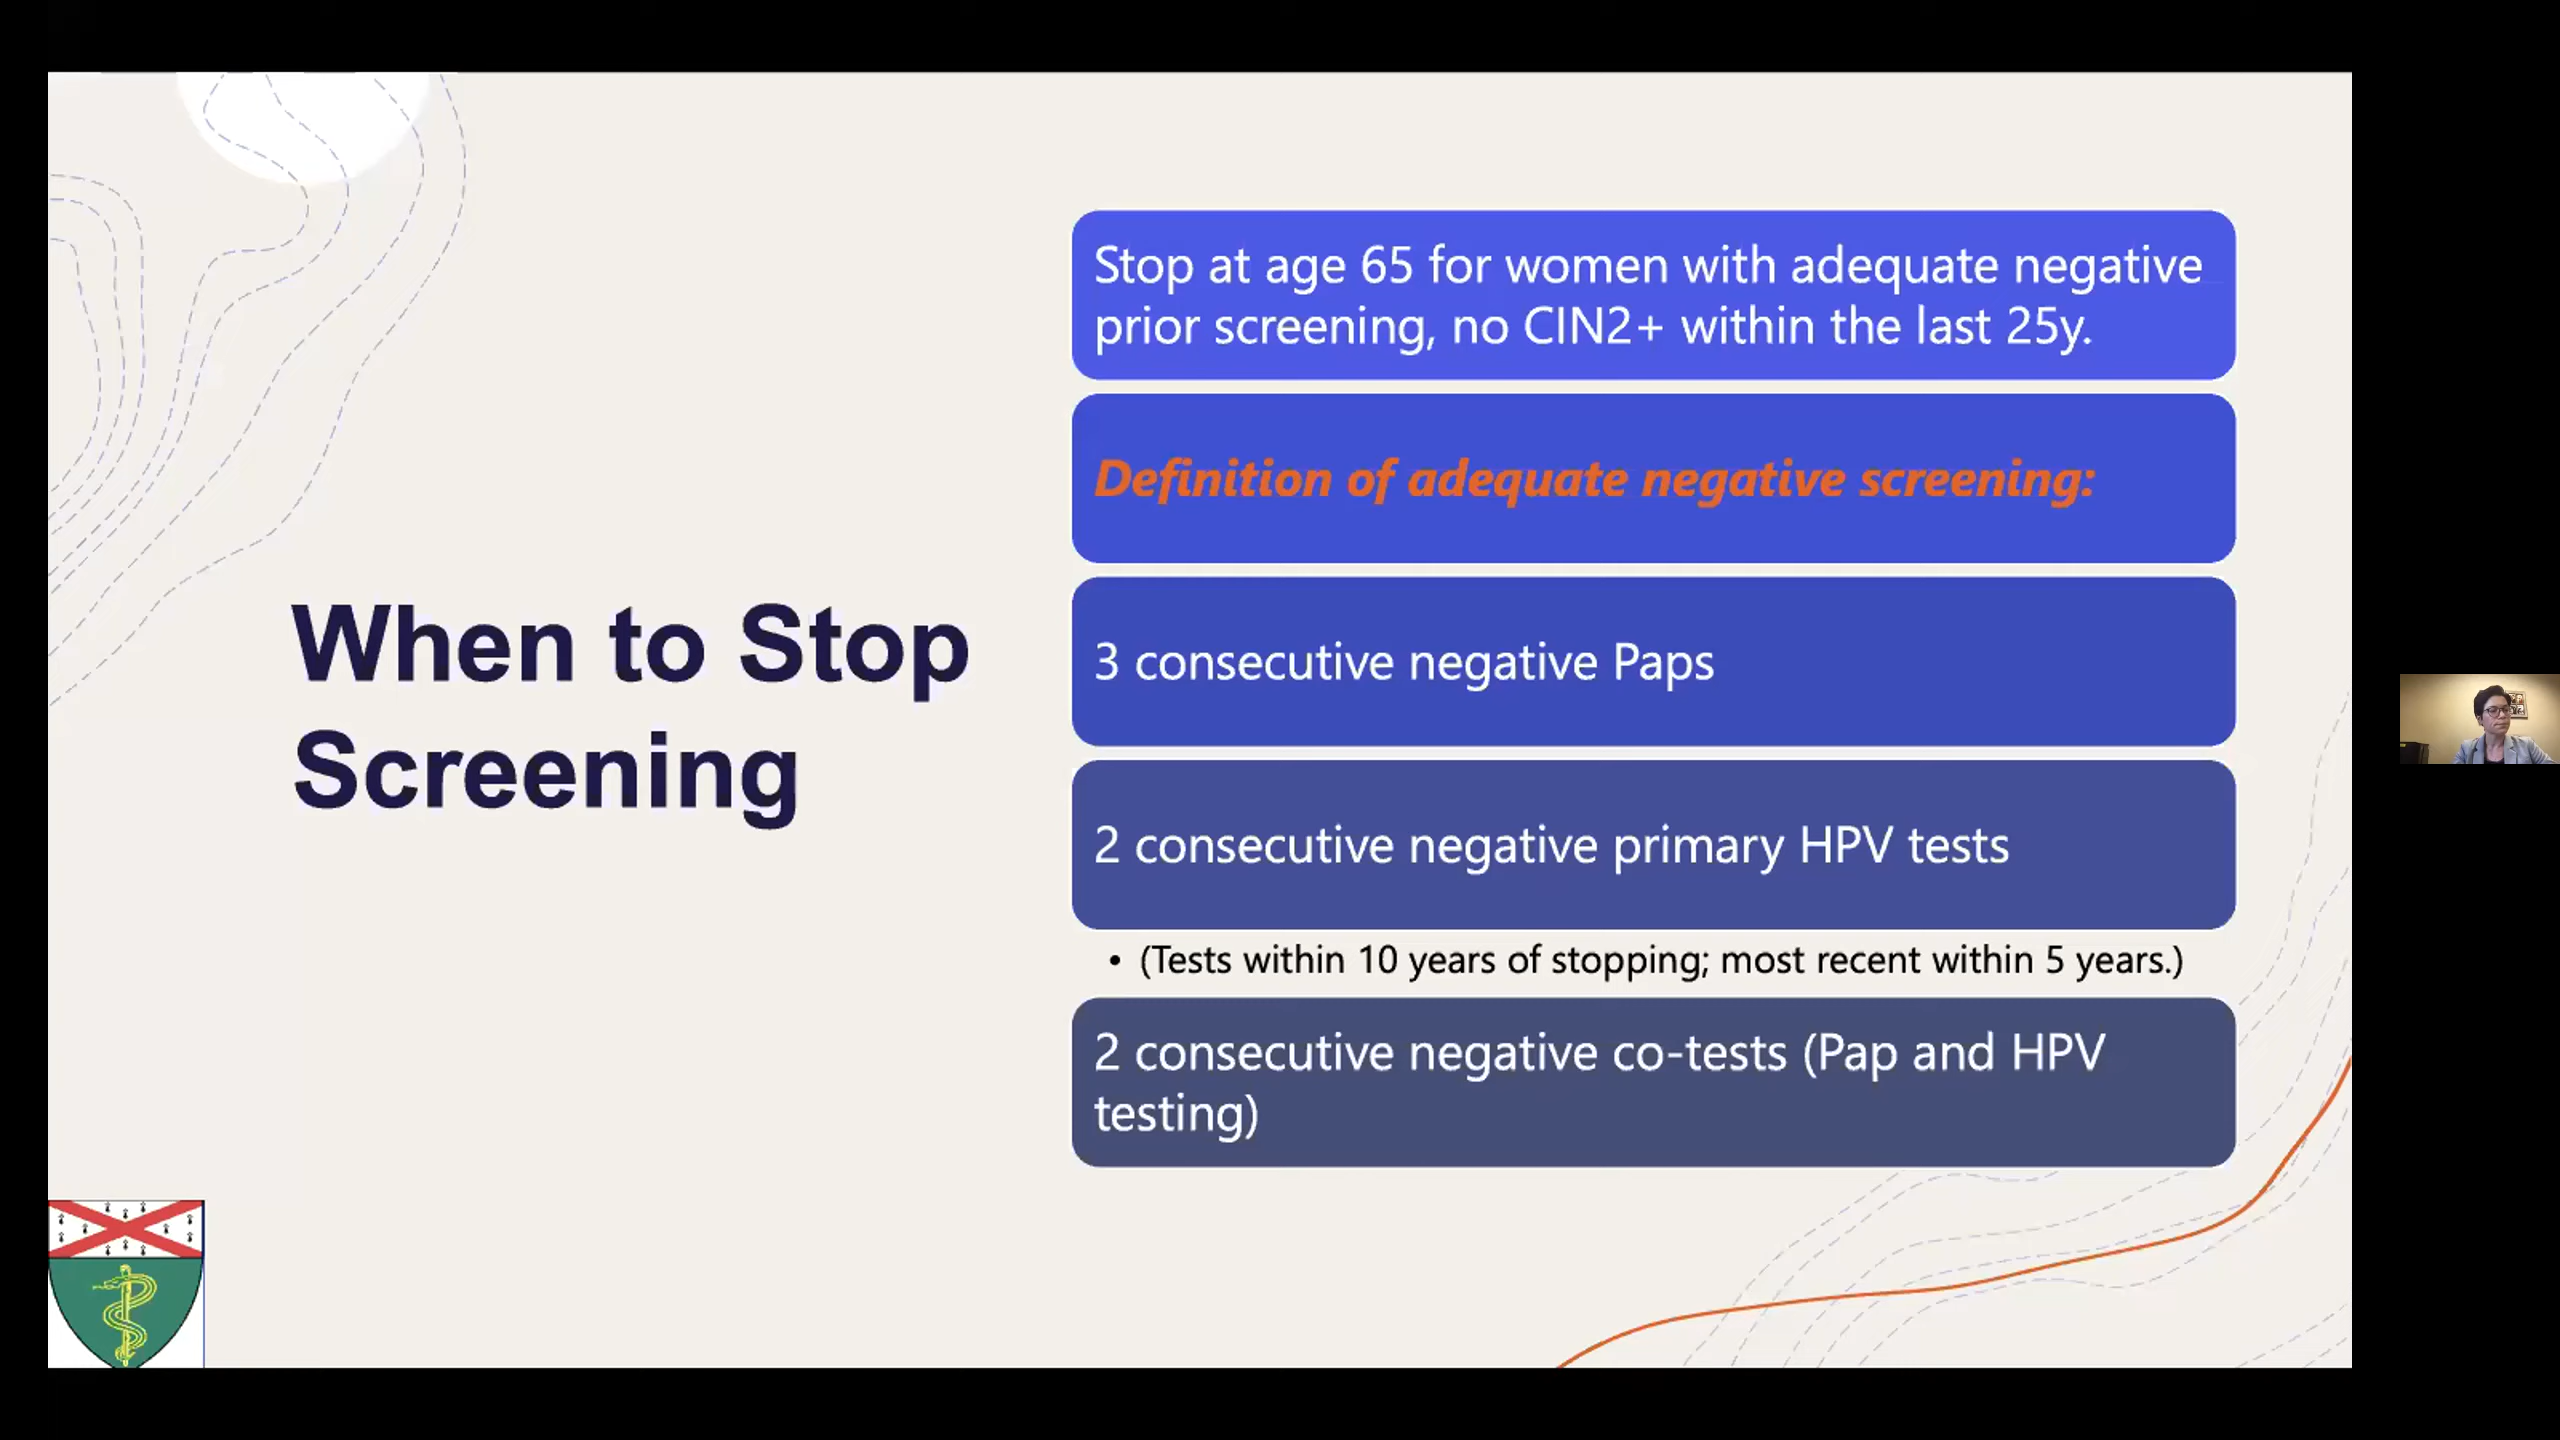 When to Stop
Screening
Stop at age 65 for women with adequate negative
prior screening, no CIN2+ within the last 25y.
Definition of adequate negative screening:
3 consecutive negative Paps
2 consecutive negative primary HPV tests
• (Tests within 10 years of stopping; most recent within 5 years.)
2 consecutive negative co-tests (Pap and HPV
testing)